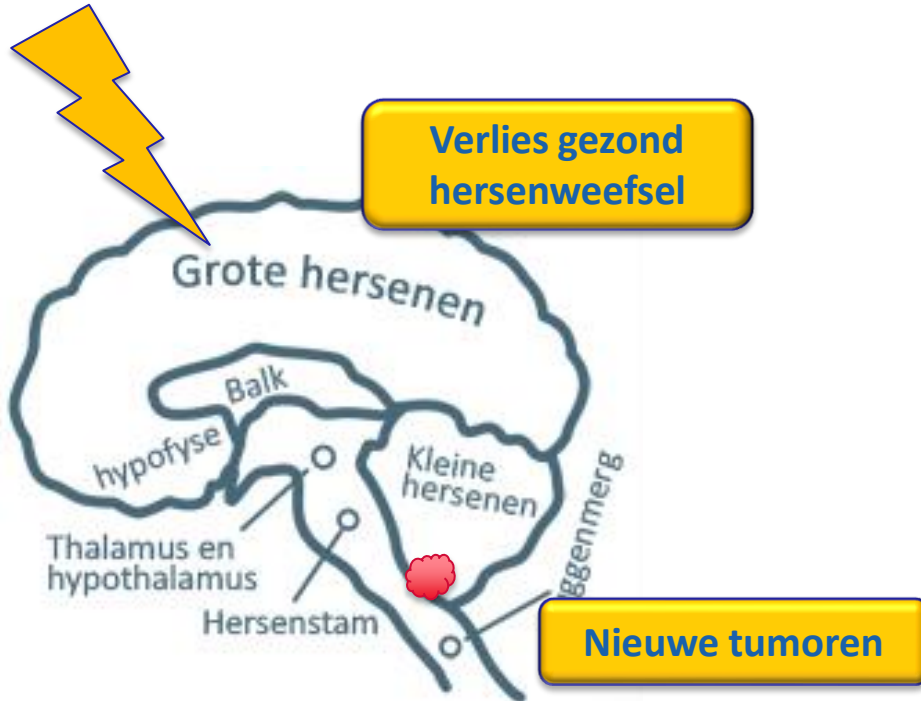 Verlies gezond
hersenweefsel
Grote hersenen
Balk
hypofyse
Kleine
hersenen
Thalamus en
hypothalamus
Hersenstam
ggenmerg
Nieuwe tumoren